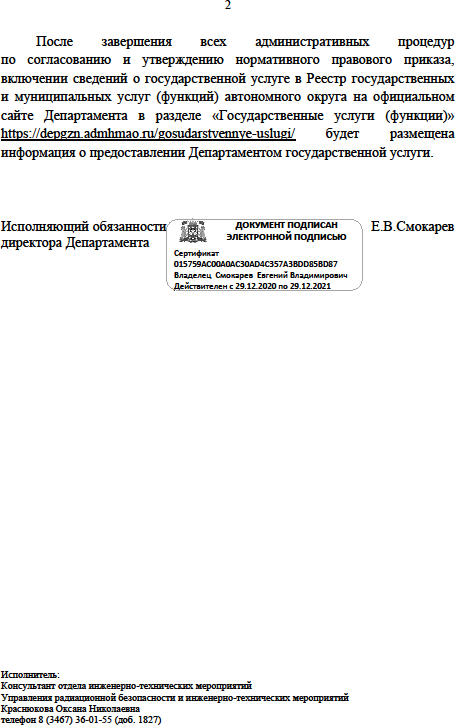 2
После завершения всех административных процедур
по согласованию и утверждению нормативного правового приказа,
включении сведений о государственной услуге в Реестр государственных
и муниципальных услуг (функций) автономного округа на официальном
сайте Департамента в разделе «Государственные услуги (функции)»
https://depgzn.admhmao.ru/gosudarstvennye-uslugi/ будет размещена
информация о предоставлении Департаментом государственной услуги.
Исполняющий обязанности
директора Департамента
ДОКУМЕНТ ПОДПИСАН
ЭЛЕКТРОННОЙ ПОДПИСЬЮ
Сертификат
015759AC00A0AC30AD4C357A3BDD85BD87
Владелец Смокарев Евгений Владимирович
Действителен с 29.12.2020 по 29.12.2021
Е.В.Смокарев
Исполнитель:
Консультант отдела инженерно-технических мероприятий
Управления радиационной безопасности и инженерно-технических мероприятий
Краснюкова Оксана Николаевна
телефон 8 (3467) 36-01-55 (доб. 1827)